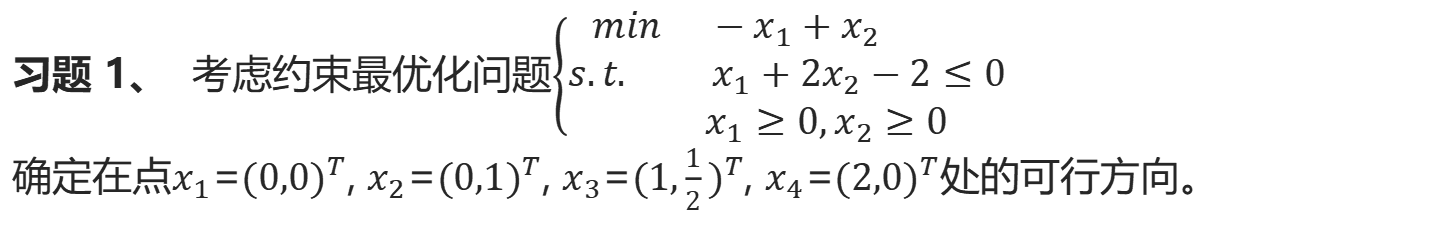 min − x₁ + x₂
习题 1、 考虑约束最优化问题{s.t. x₁ + 2x₂ − 2 ≤ 0
x₁ ≥ 0, x₂ ≥ 0
确定在点x₁=(0,0)ᵀ, x₂=(0,1)ᵀ, x₃=(1,1/2)ᵀ, x₄=(2,0)ᵀ处的可行方向。